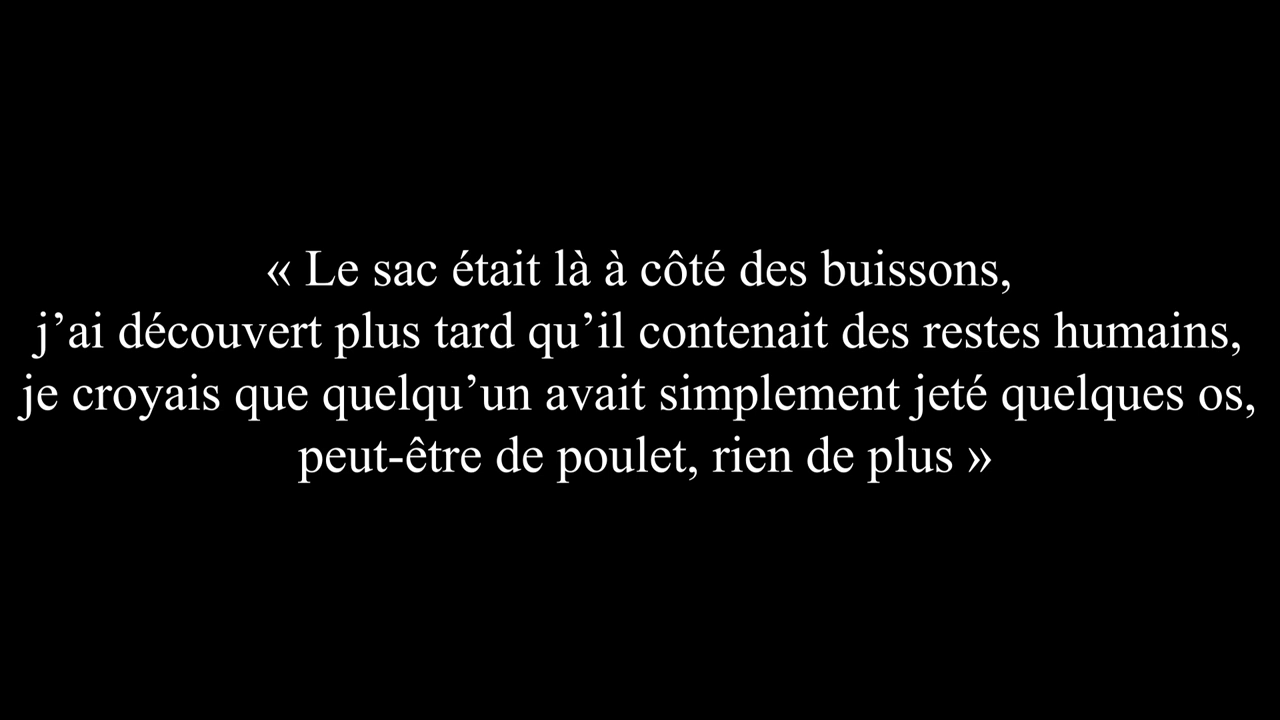 « Le sac était là à côté des buissons,
j’ai découvert plus tard qu’il contenait des restes humains,
je croyais que quelqu’un avait simplement jeté quelques os,
peut-être de poulet, rien de plus »